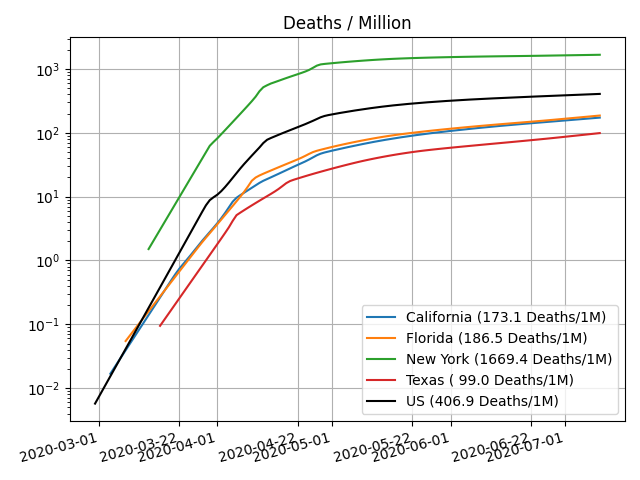 Deaths / Million
10³
10²
10¹
10⁰
10⁻¹
10⁻²
California (173.1 Deaths/1M)
Florida (186.5 Deaths/1M)
New York (1669.4 Deaths/1M)
Texas ( 99.0 Deaths/1M)
US (406.9 Deaths/1M)
2020-03-01
2020-03-22
2020-04-01
2020-04-22
2020-05-01
2020-05-22
2020-06-01
2020-06-22
2020-07-01